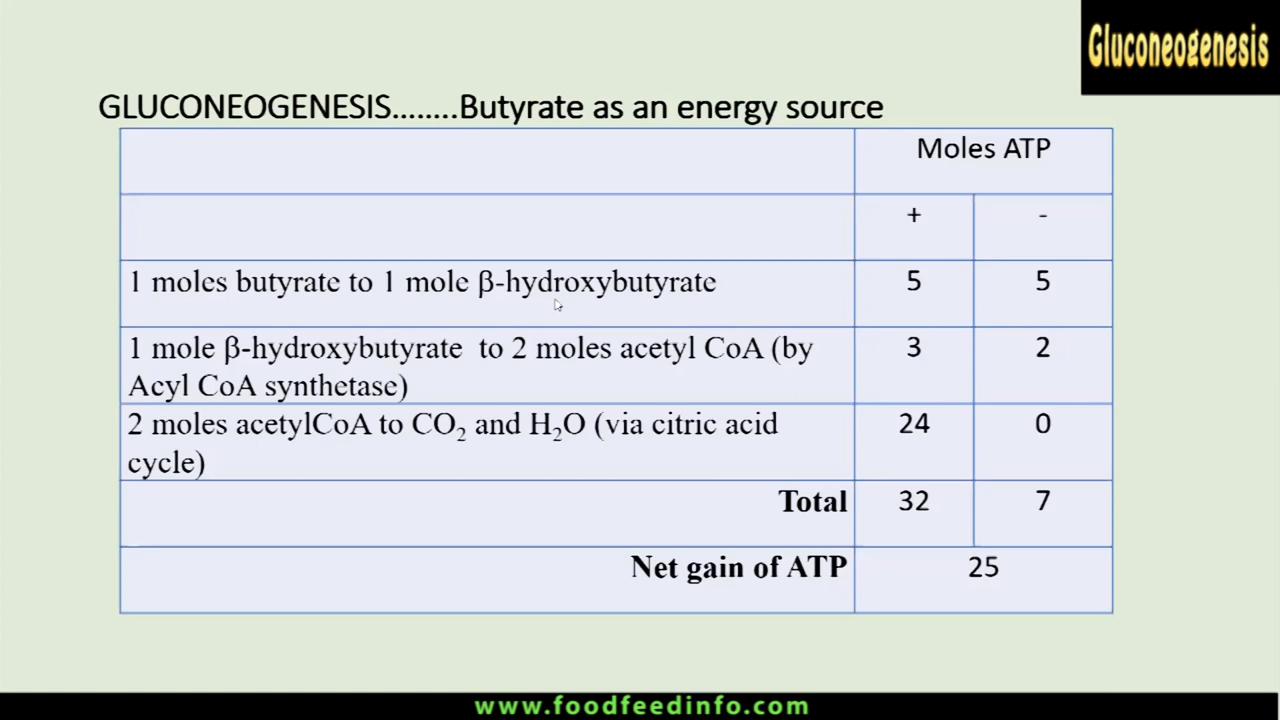 Gluconeogenesis
GLUCONEOGENESIS........Butyrate as an energy source
Moles ATP
+ -
1 moles butyrate to 1 mole β-hydroxybutyrate 5 5
1 mole β-hydroxybutyrate to 2 moles acetyl CoA (by 3 2
Acyl CoA synthetase)
2 moles acetylCoA to CO₂ and H₂O (via citric acid 24 0
cycle)
Total 32 7
Net gain of ATP 25
www.foodfeedinfo.com